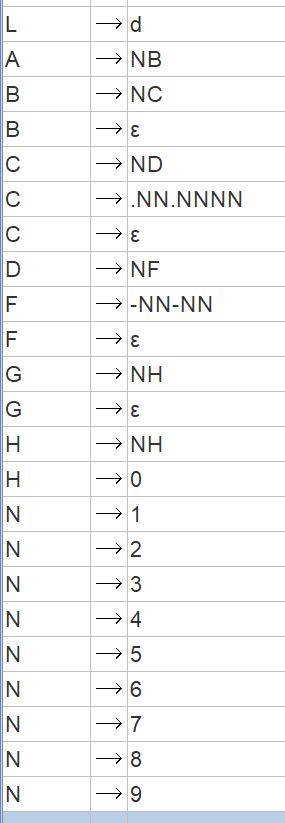 L → d
A → NB
B → NC
B → ε
C → ND
C → .NN.NNNN
C → ε
D → NF
F → -NN-NN
F → ε
G → NH
G → ε
H → NH
H → 0
N → 1
N → 2
N → 3
N → 4
N → 5
N → 6
N → 7
N → 8
N → 9